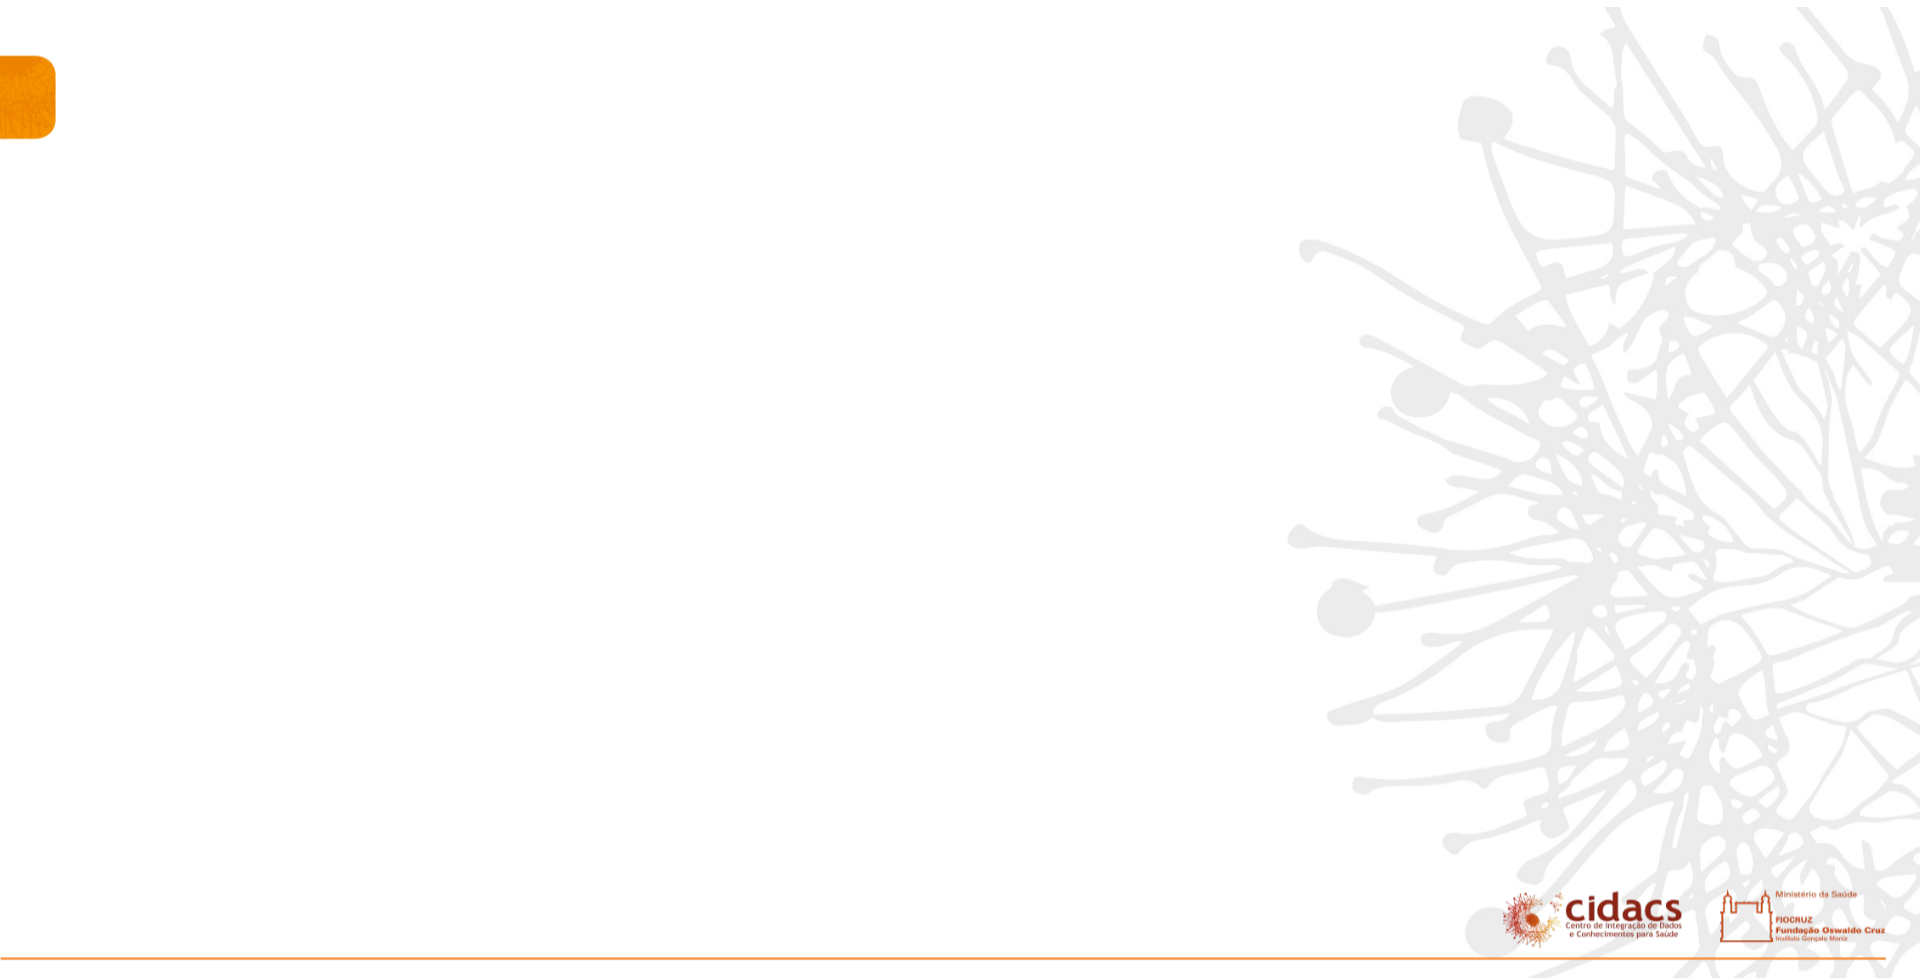 cidacs
Centro de Integração de Dados
e Conhecimentos para Saúde
Ministério da Saúde
FIOCRUZ
Fundação Oswaldo Cruz
Instituto Gonçalo Moniz